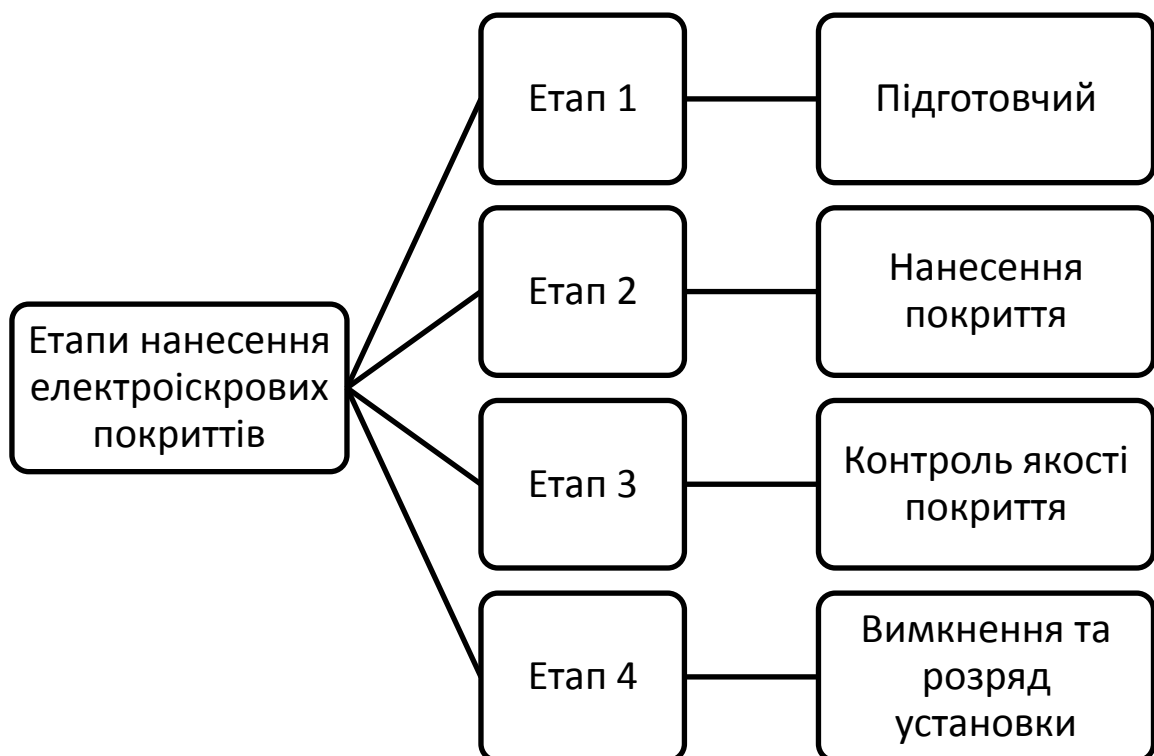 Етапи нанесення
електроіскрових
покриттів
Етап 1
Підготовчий
Етап 2
Нанесення
покриття
Етап 3
Контроль якості
покриття
Етап 4
Вимкнення та
розряд
установки